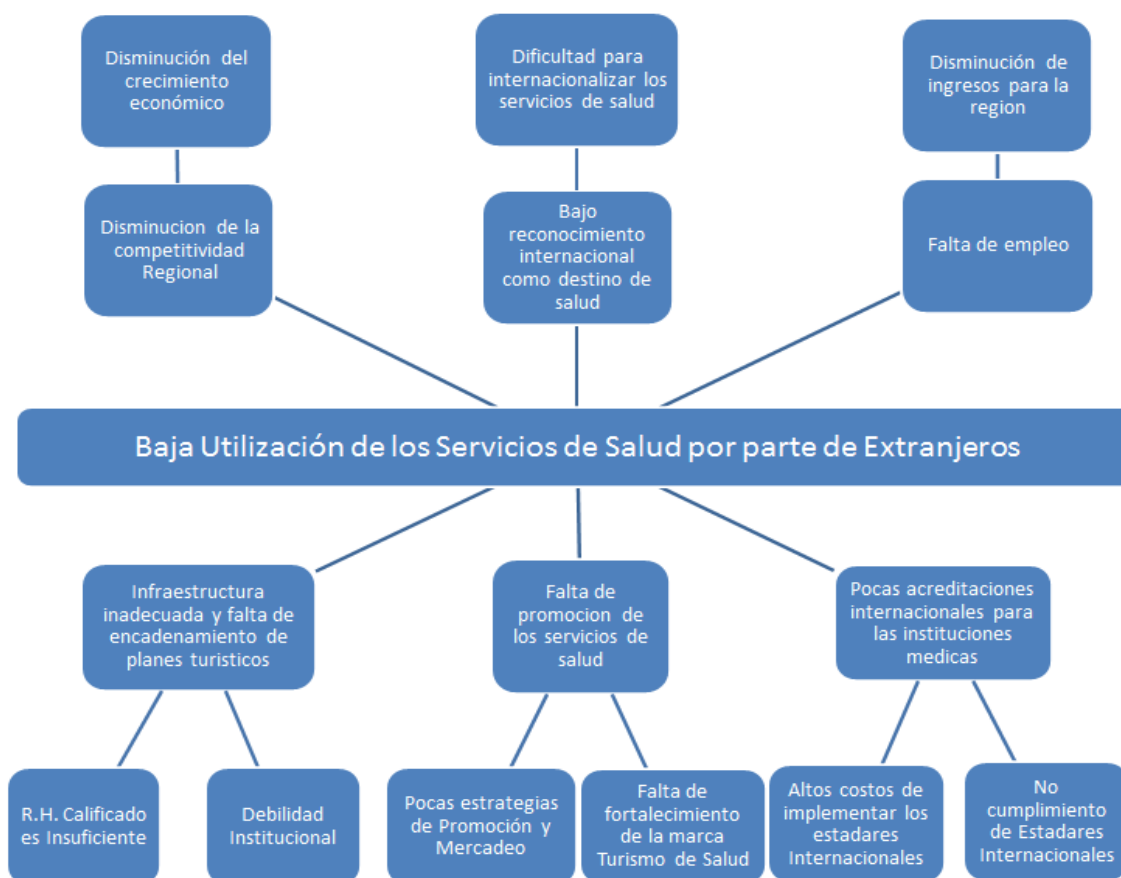 Disminución del
crecimiento
económico
Dificultad para
internacionalizar los
servicios de salud
Disminución de
ingresos para la
region
Disminucion de la
competitividad
Regional
Bajo
reconocimiento
internacional
como destino de
salud
Falta de empleo
Baja Utilización de los Servicios de Salud por parte de Extranjeros
Infraestructura
inadecuada y falta de
encadenamiento de
planes turisticos
Falta de
promocion de
los servicios de
salud
Pocas acreditaciones
internacionales para
las instituciones
medicas
R.H. Calificado
es Insuficiente
Debilidad
Institucional
Pocas estrategias
de Promoción y
Mercadeo
Falta de
fortalecimiento
de la marca
Turismo de Salud
Altos costos de
implementar los
estadares
Internacionales
No
cumplimiento
de Estadares
Internacionales